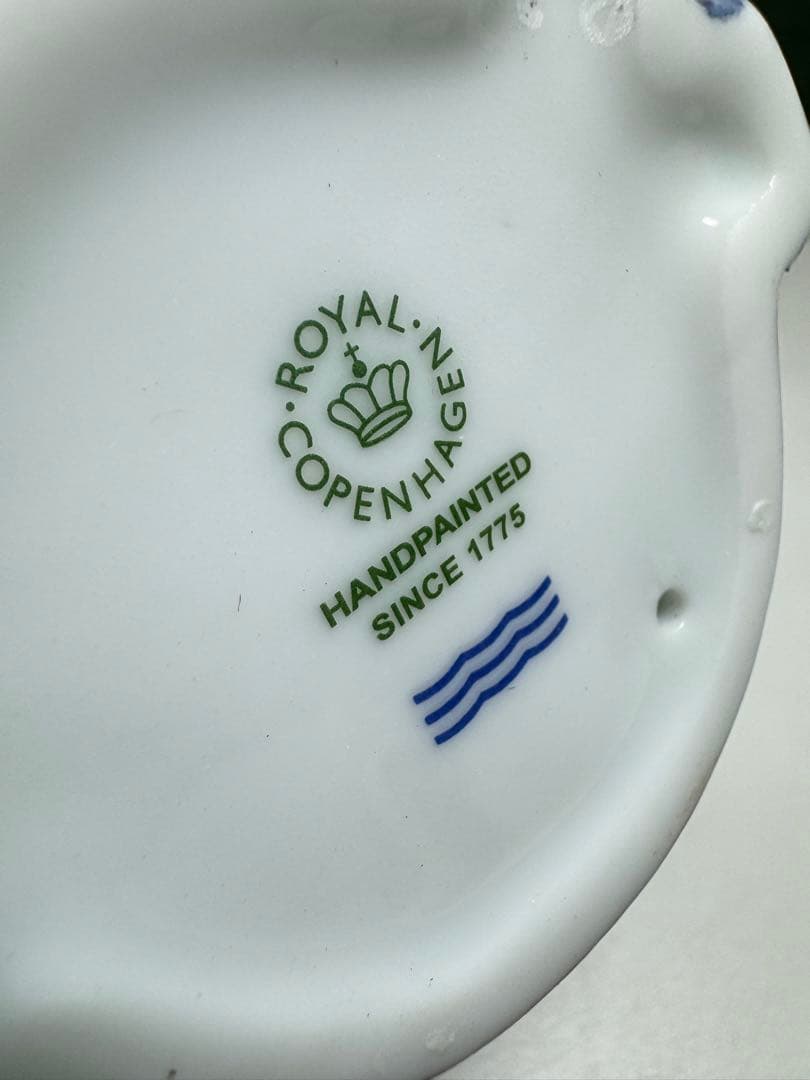 ROYAL
COPENHAGEN
HANDPAINTED
SINCE 1775